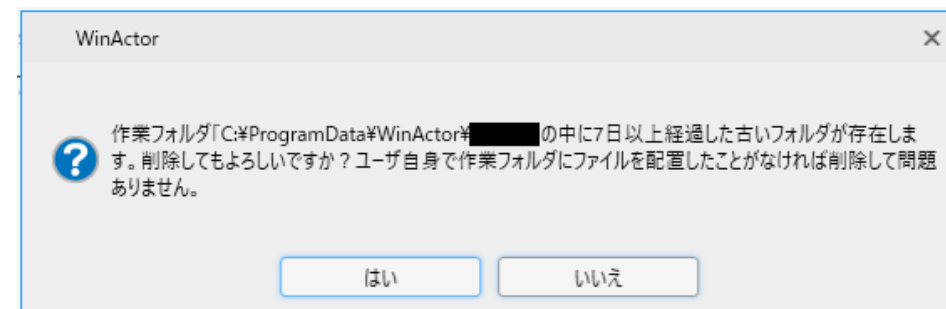 WinActor
作業フォルダ「C:¥ProgramData¥WinActor¥の中に7日以上経過した古いフォルダが存在しま
す。削除してもよろしいですか？ユーザ自身で作業フォルダにファイルを配置したことがなければ削除して問題
ありません。
はい
いいえ